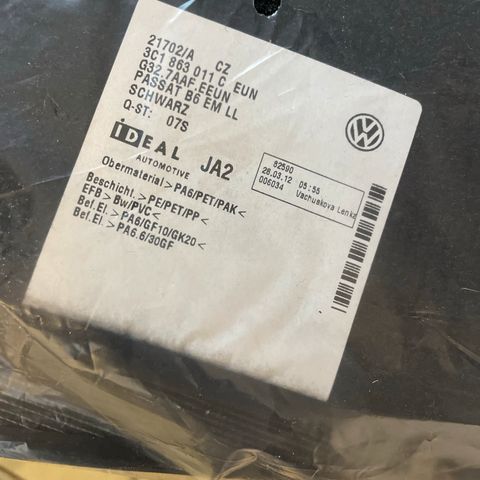 21702/A CZ
3C1 863 011 C EUN
G32.7AAF.EEUN
PASSAT B6 EM LL
SCHWARZ
Q-ST: 07S
iDEAL JA2
AUTOMOTIVE
82590
26.03.12 05:55
006034 Vachuskova Lenka
Obermaterial>PA6/PET/PAK<
Beschicht.>PE/PET/PP<
EFB>Bw/PVC<
Bef.El.>PA6/GF10/GK20<
Bef.El.>PA6.6/30GF